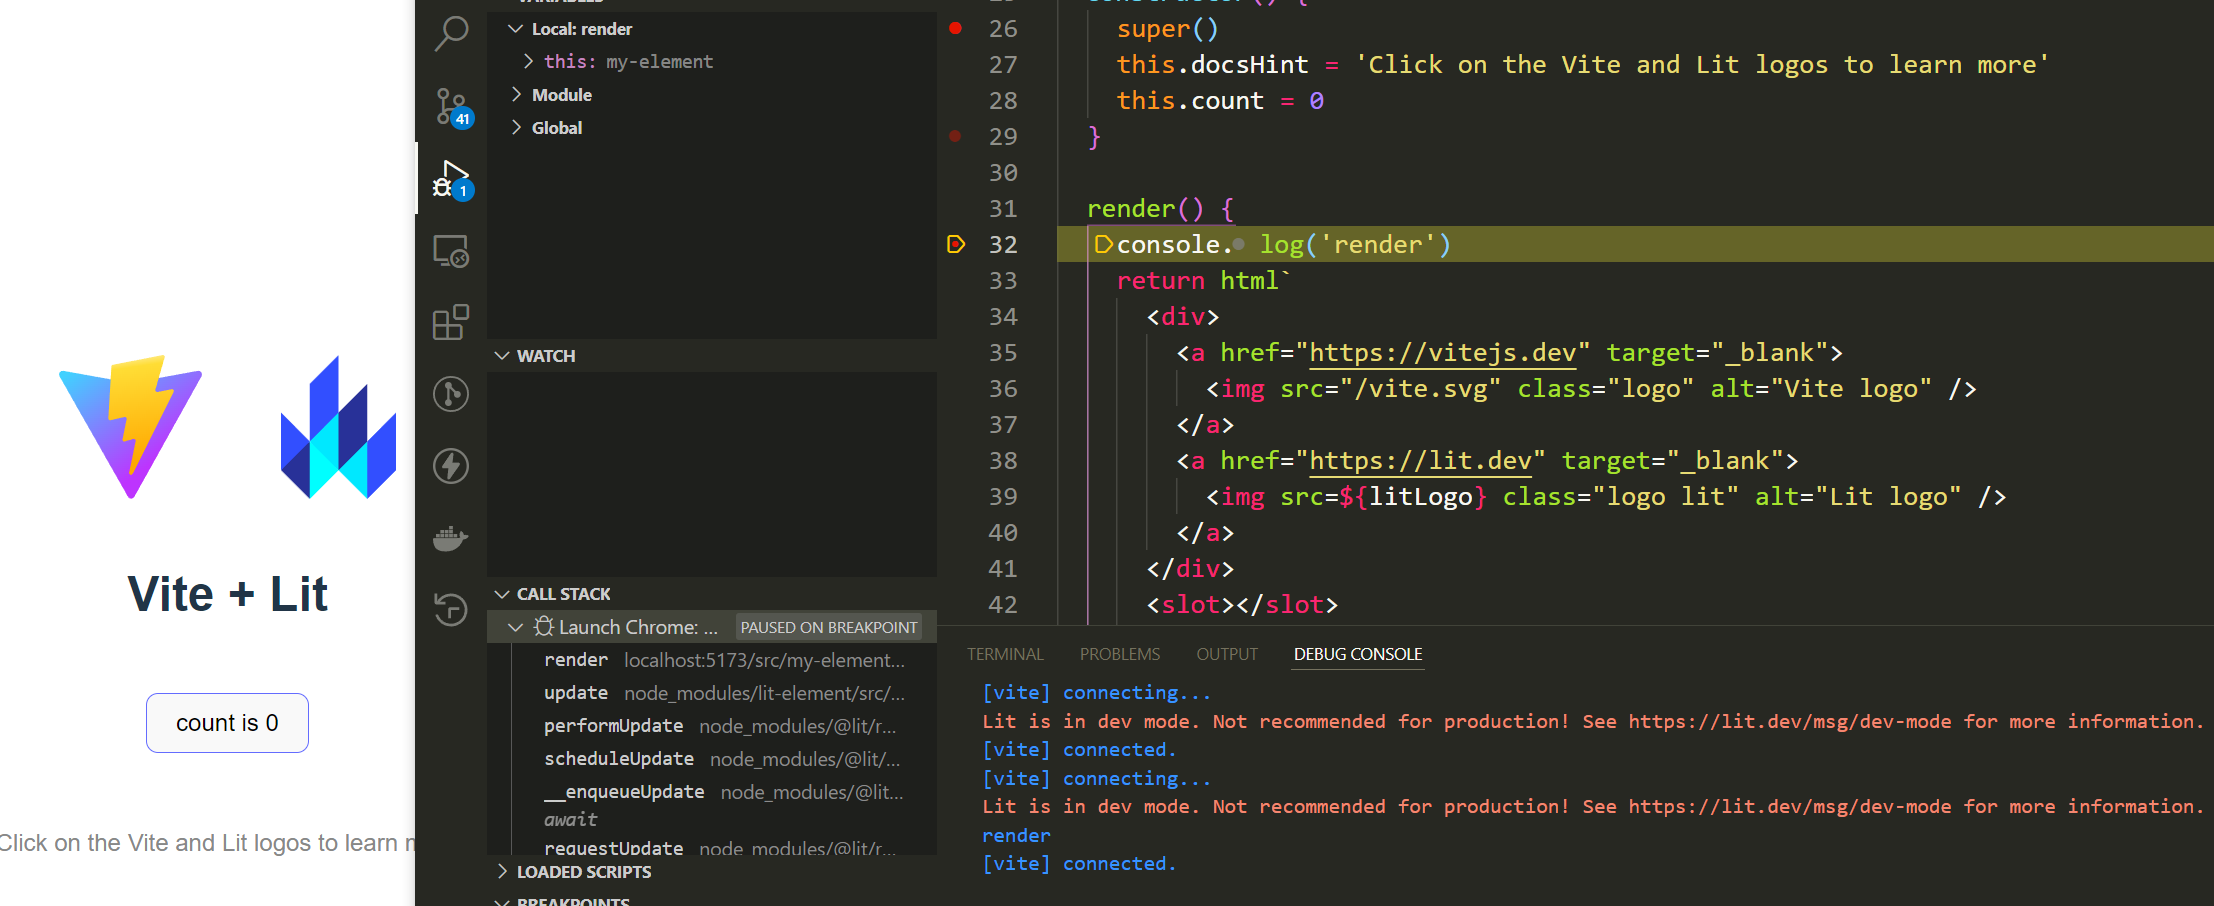 Vite + Lit
count is 0
Click on the Vite and Lit logos to learn
41
1
VARIABLES
Local: render
this: my-element
Module
Global
WATCH
CALL STACK
Launch Chrome: ... PAUSED ON BREAKPOINT
render localhost:5173/src/my-element...
update node_modules/lit-element/src/...
performUpdate node_modules/@lit/r...
scheduleUpdate node_modules/@lit/...
__enqueueUpdate node_modules/@lit...
await
requestUpdate node_modules/@lit/r...
LOADED SCRIPTS
BREAKPOINTS
constructor() {
26 super()
27 this.docsHint = 'Click on the Vite and Lit logos to learn more'
28 this.count = 0
29 }
30
31 render() {
32 console. log('render')
33 return html`
34 <div>
35 <a href="https://vitejs.dev" target="_blank">
36 <img src="/vite.svg" class="logo" alt="Vite logo" />
37 </a>
38 <a href="https://lit.dev" target="_blank">
39 <img src=${litLogo} class="logo lit" alt="Lit logo" />
40 </a>
41 </div>
42 <slot></slot>
TERMINAL PROBLEMS OUTPUT DEBUG CONSOLE
[vite] connecting...
Lit is in dev mode. Not recommended for production! See https://lit.dev/msg/dev-mode for more information.
[vite] connected.
[vite] connecting...
Lit is in dev mode. Not recommended for production! See https://lit.dev/msg/dev-mode for more information.
render
[vite] connected.